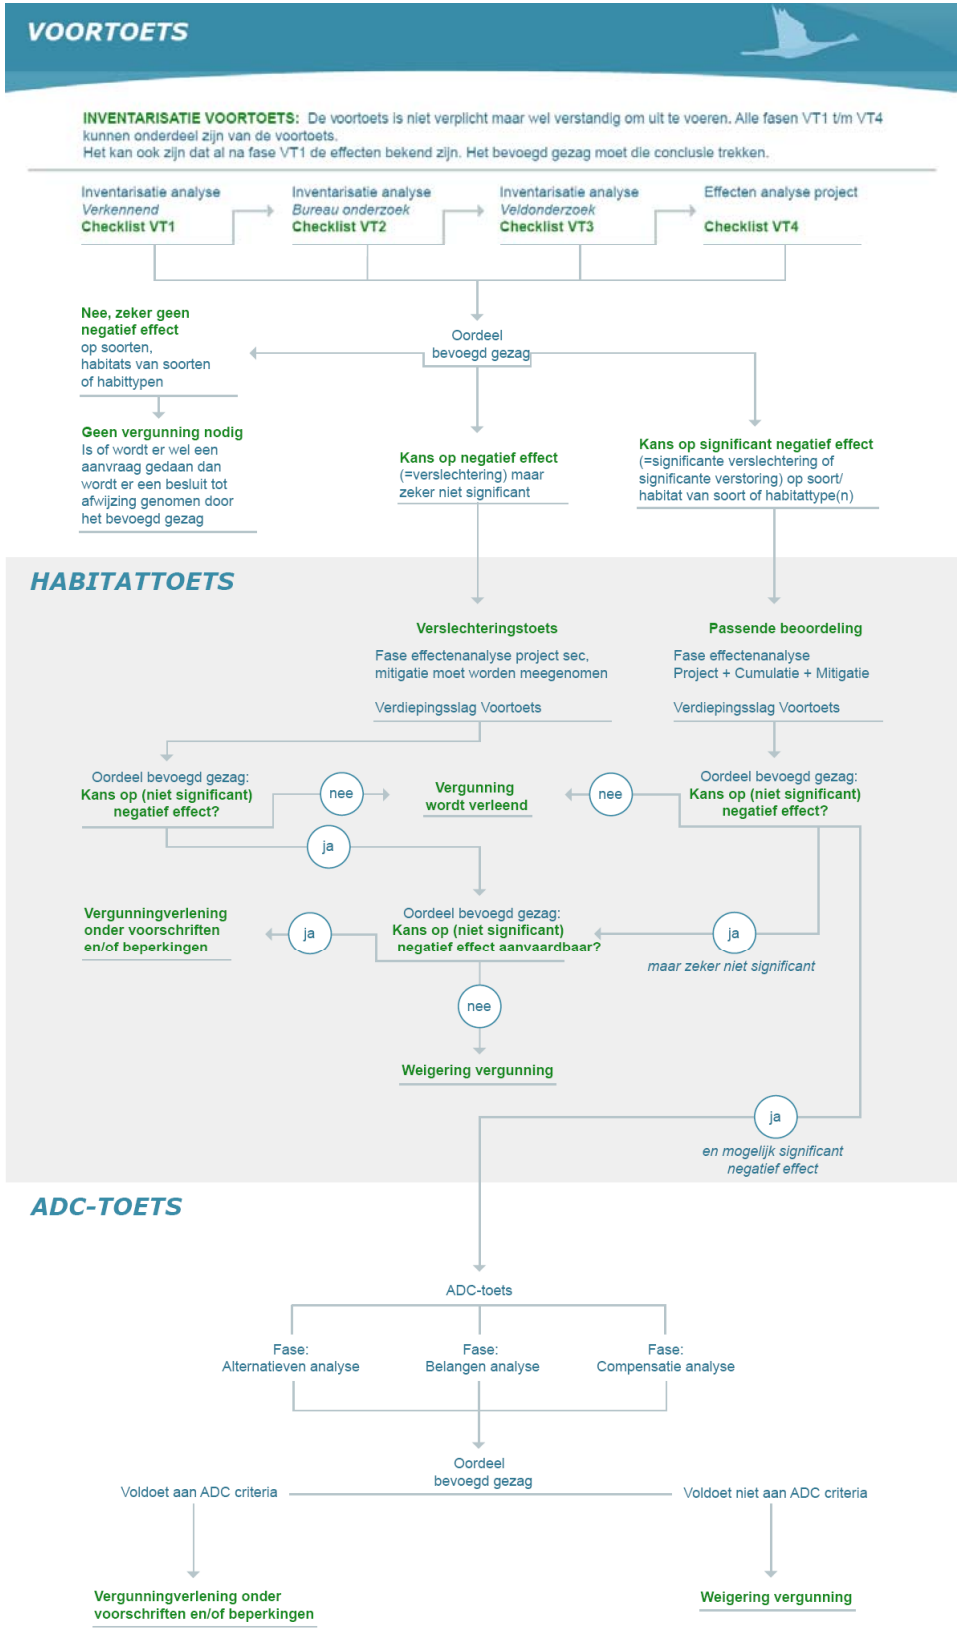 VOORTOETS
INVENTARISATIE VOORTOETS: De voortoets is niet verplicht maar wel verstandig om uit te voeren. Alle fasen VT1 t/m VT4
kunnen onderdeel zijn van de voortoets.
Het kan ook zijn dat al na fase VT1 de effecten bekend zijn. Het bevoegd gezag moet die conclusie trekken.
Inventarisatie analyse
Verkennend
Checklist VT1
Inventarisatie analyse
Bureau onderzoek
Checklist VT2
Inventarisatie analyse
Veldonderzoek
Checklist VT3
Effecten analyse project
Checklist VT4
Oordeel
bevoegd gezag
Nee, zeker geen
negatief effect
op soorten,
habitats van soorten
of habittypen
Geen vergunning nodig
Is of wordt er wel een
aanvraag gedaan dan
wordt er een besluit tot
afwijzing genomen door
het bevoegd gezag
Kans op negatief effect
(=verslechtering) maar
zeker niet significant
Kans op significant negatief effect
(=significante verslechtering of
significante verstoring) op soort/
habitat van soort of habitattype(n)
HABITATTOETS
Verslechteringstoets
Fase effectenanalyse project sec,
mitigatie moet worden meegenomen
Verdiepingsslag Voortoets
Passende beoordeling
Fase effectenanalyse
Project + Cumulatie + Mitigatie
Verdiepingsslag Voortoets
Oordeel bevoegd gezag:
Kans op (niet significant)
negatief effect?
nee
Vergunning
wordt verleend
nee
Oordeel bevoegd gezag:
Kans op (niet significant)
negatief effect?
ja
Vergunningverlening
onder voorschriften
en/of beperkingen
ja
Oordeel bevoegd gezag:
Kans op (niet significant)
negatief effect aanvaardbaar?
ja
maar zeker niet significant
nee
Weigering vergunning
ja
en mogelijk significant
negatief effect
ADC-TOETS
ADC-toets
Fase:
Alternatieven analyse
Fase:
Belangen analyse
Fase:
Compensatie analyse
Oordeel
bevoegd gezag
Voldoet aan ADC criteria
Voldoet niet aan ADC criteria
Vergunningverlening onder
voorschriften en/of beperkingen
Weigering vergunning